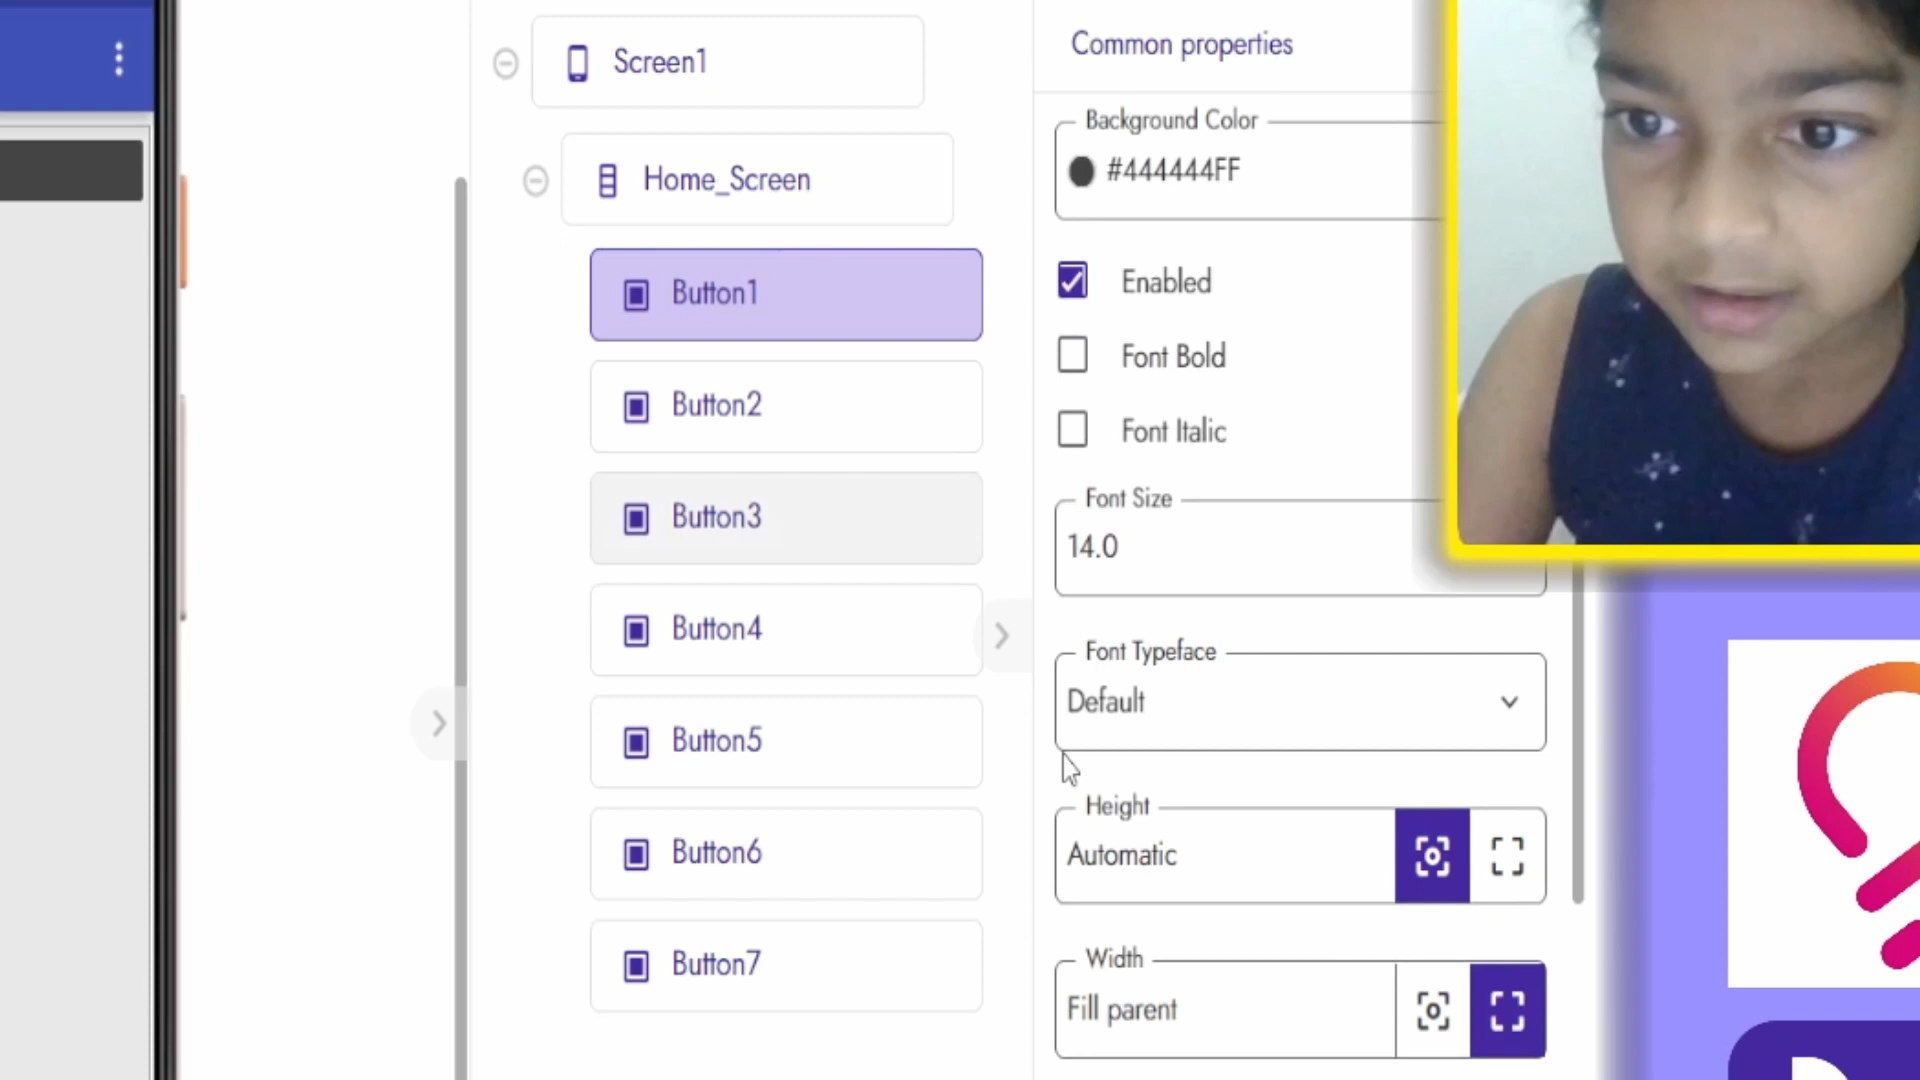 Screen1
Home_Screen
Button1
Button2
Button3
Button4
Button5
Button6
Button7
Common properties
Background Color
#444444FF
Enabled
Font Bold
Font Italic
Font Size
14.0
Font Typeface
Default
Height
Automatic
Width
Fill parent